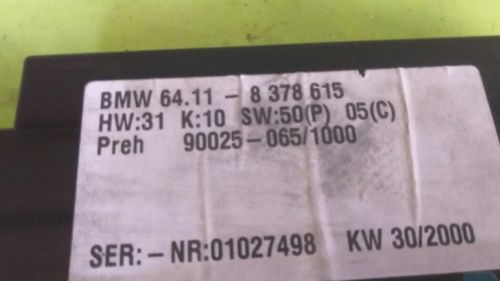 BMW 64.11 - 8 378 615
HW:31 K:10 SW:50(P) 05(C)
Preh 90025-065/1000
SER:-NR:01027498 KW 30/2000